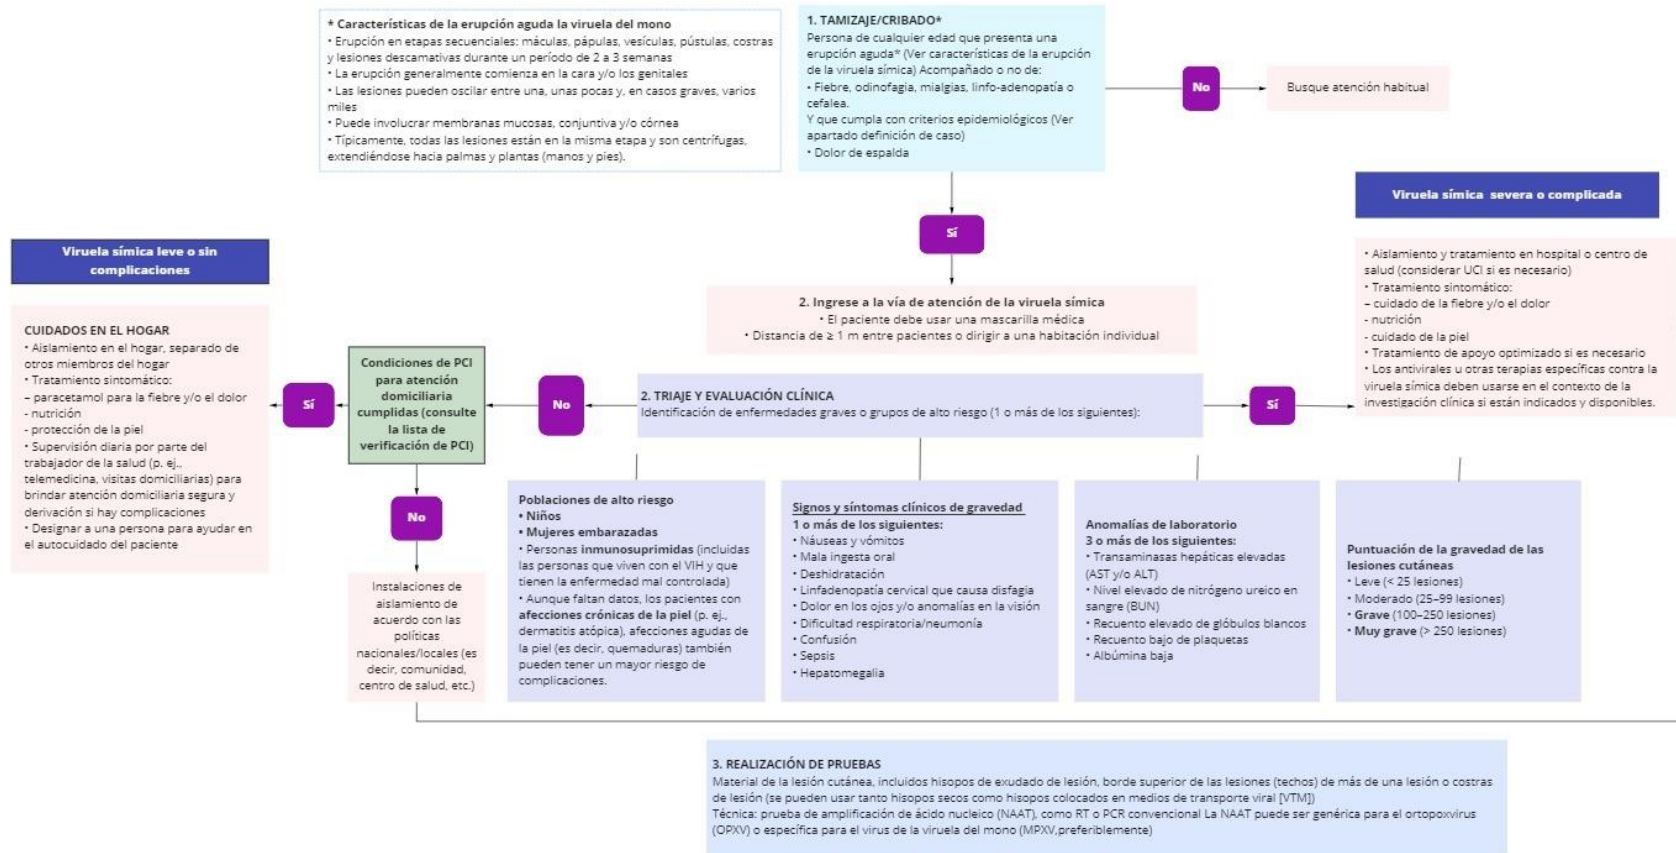 * Características de la erupción aguda la viruela del mono
• Erupción en etapas secuenciales: máculas, pápulas, vesículas, pústulas, costras
y lesiones descamativas durante un período de 2 a 3 semanas
• La erupción generalmente comienza en la cara y/o los genitales
• Las lesiones pueden oscilar entre una, unas pocas y, en casos graves, varios
miles
• Puede involucrar membranas mucosas, conjuntiva y/o córnea
• Típicamente, todas las lesiones están en la misma etapa y son centrífugas,
extendiéndose hacia palmas y plantas (manos y pies).
1. TAMIZAJE/CRIBADO*
Persona de cualquier edad que presenta una
erupción aguda* (Ver características de la erupción
de la viruela símica) Acompañado o no de:
• Fiebre, odinofagia, mialgias, linfo-adenopatía o
cefalea.
Y que cumpla con criterios epidemiológicos (Ver
apartado definición de caso)
• Dolor de espalda
No
Busque atención habitual
Sí
2. Ingrese a la vía de atención de la viruela símica
• El paciente debe usar una mascarilla médica
• Distancia de ≥ 1 m entre pacientes o dirigir a una habitación individual
Viruela símica severa o complicada
• Aislamiento y tratamiento en hospital o centro de
salud (considerar UCI si es necesario)
• Tratamiento sintomático:
– cuidado de la fiebre y/o el dolor
- nutrición
-cuidado de la piel
• Tratamiento de apoyo optimizado si es necesario
• Los antivirales u otras terapias específicas contra la
viruela símica deben usarse en el contexto de la
investigación clínica si están indicados y disponibles.
Viruela símica leve o sin
complicaciones
CUIDADOS EN EL HOGAR
• Aislamiento en el hogar, separado de
otros miembros del hogar
• Tratamiento sintomático:
– paracetamol para la fiebre y/o el dolor
- nutrición
- protección de la piel
• Supervisión diaria por parte del
trabajador de la salud (p. ej.,
telemedicina, visitas domiciliarias) para
brindar atención domiciliaria segura y
derivación si hay complicaciones
• Designar a una persona para ayudar en
el autocuidado del paciente
Sí
Condiciones de PCI
para atención
domiciliaria
cumplidas (consulte
la lista de
verificación de PCI)
No
2. TRIAJE Y EVALUACIÓN CLÍNICA
Identificación de enfermedades graves o grupos de alto riesgo (1 o más de los siguientes):
Sí
No
Instalaciones de
aislamiento de
acuerdo con las
políticas
nacionales/locales (es
decir, comunidad,
centro de salud, etc.)
Poblaciones de alto riesgo
• Niños
• Mujeres embarazadas
• Personas inmunosuprimidas (incluidas
las personas que viven con el VIH y que
tienen la enfermedad mal controlada)
• Aunque faltan datos, los pacientes con
afecciones crónicas de la piel (p. ej.,
dermatitis atópica), afecciones agudas de
la piel (es decir, quemaduras) también
pueden tener un mayor riesgo de
complicaciones.
Signos y síntomas clínicos de gravedad
1 o más de los siguientes:
• Náuseas y vómitos
• Mala ingesta oral
• Deshidratación
• Linfadenopatía cervical que causa disfagia
• Dolor en los ojos y/o anomalías en la visión
• Dificultad respiratoria/neumonía
• Confusión
• Sepsis
• Hepatomegalia
Anomalías de laboratorio
3 o más de los siguientes:
• Transaminasas hepáticas elevadas
(AST y/o ALT)
• Nivel elevado de nitrógeno ureico en
sangre (BUN)
• Recuento elevado de glóbulos blancos
• Recuento bajo de plaquetas
• Albúmina baja
Puntuación de la gravedad de las
lesiones cutáneas
• Leve (< 25 lesiones)
• Moderado (25–99 lesiones)
• Grave (100–250 lesiones)
• Muy grave (> 250 lesiones)
3. REALIZACIÓN DE PRUEBAS
Material de la lesión cutánea, incluidos hisopos de exudado de lesión, borde superior de las lesiones (techos) de más de una lesión o costras
de lesión (se pueden usar tanto hisopos secos como hisopos colocados en medios de transporte viral [VTM])
Técnica: prueba de amplificación de ácido nucleico (NAAT), como RT o PCR convencional La NAAT puede ser genérica para el ortopoxvirus
(OPXV) o específica para el virus de la viruela del mono (MPXV,preferiblemente)